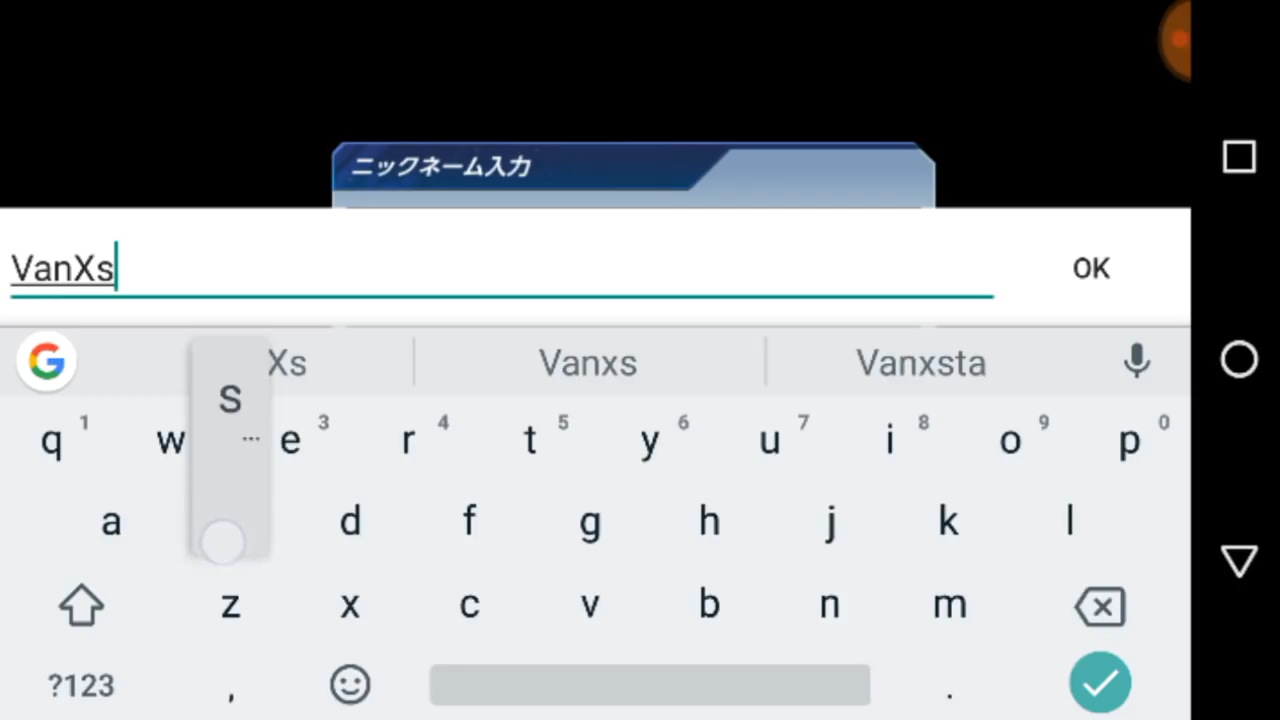 ニックネーム入力
VanXs
OK
Xs Vanxs Vanxsta
S
...
q 1 w e 3 r 4 t 5 y 6 u 7 i 8 o 9 p 0
a d f g h j k l
z x c v b n m
?123 , .